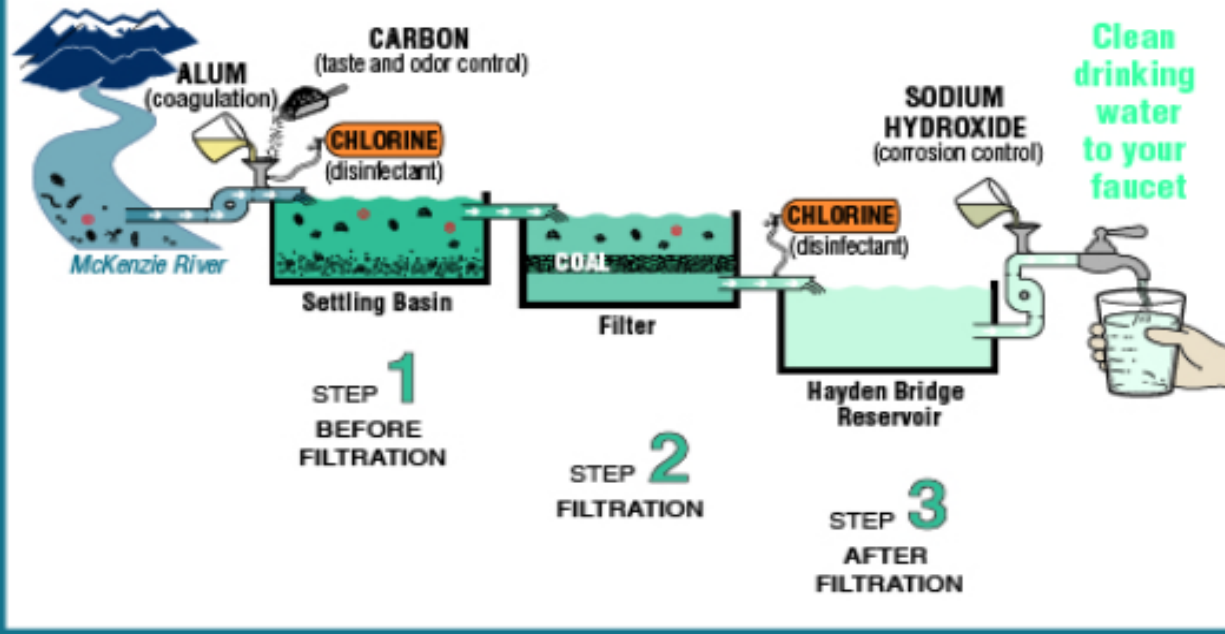 CARBON
(taste and odor control)
ALUM
(coagulation)
CHLORINE
(disinfectant)
McKenzie River
Settling Basin
COAL
Filter
CHLORINE
(disinfectant)
Hayden Bridge
Reservoir
SODIUM
HYDROXIDE
(corrosion control)
Clean
drinking
water
to your
faucet
STEP 1
BEFORE
FILTRATION
STEP 2
FILTRATION
STEP 3
AFTER
FILTRATION